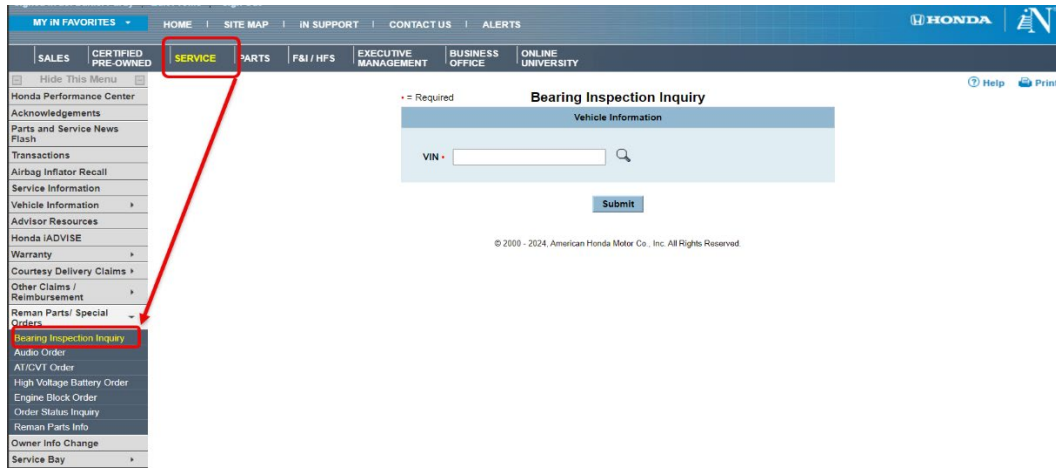 MY iN FAVORITES
HOME | SITE MAP | iN SUPPORT | CONTACT US | ALERTS
HONDA
iN
SALES
CERTIFIED
PRE-OWNED
SERVICE
PARTS
F&I / HFS
EXECUTIVE
MANAGEMENT
BUSINESS
OFFICE
ONLINE
UNIVERSITY
Help
Print
Hide This Menu
Honda Performance Center
Acknowledgements
Parts and Service News
Flash
Transactions
Airbag Inflator Recall
Service Information
Vehicle Information
Advisor Resources
Honda iADVISE
Warranty
Courtesy Delivery Claims
Other Claims /
Reimbursement
Reman Parts/ Special
Orders
Bearing Inspection Inquiry
Audio Order
AT/CVT Order
High Voltage Battery Order
Engine Block Order
Order Status Inquiry
Reman Parts Info
Owner Info Change
Service Bay
• = Required
Bearing Inspection Inquiry
Vehicle Information
VIN •
Submit
© 2000 - 2024, American Honda Motor Co., Inc. All Rights Reserved.